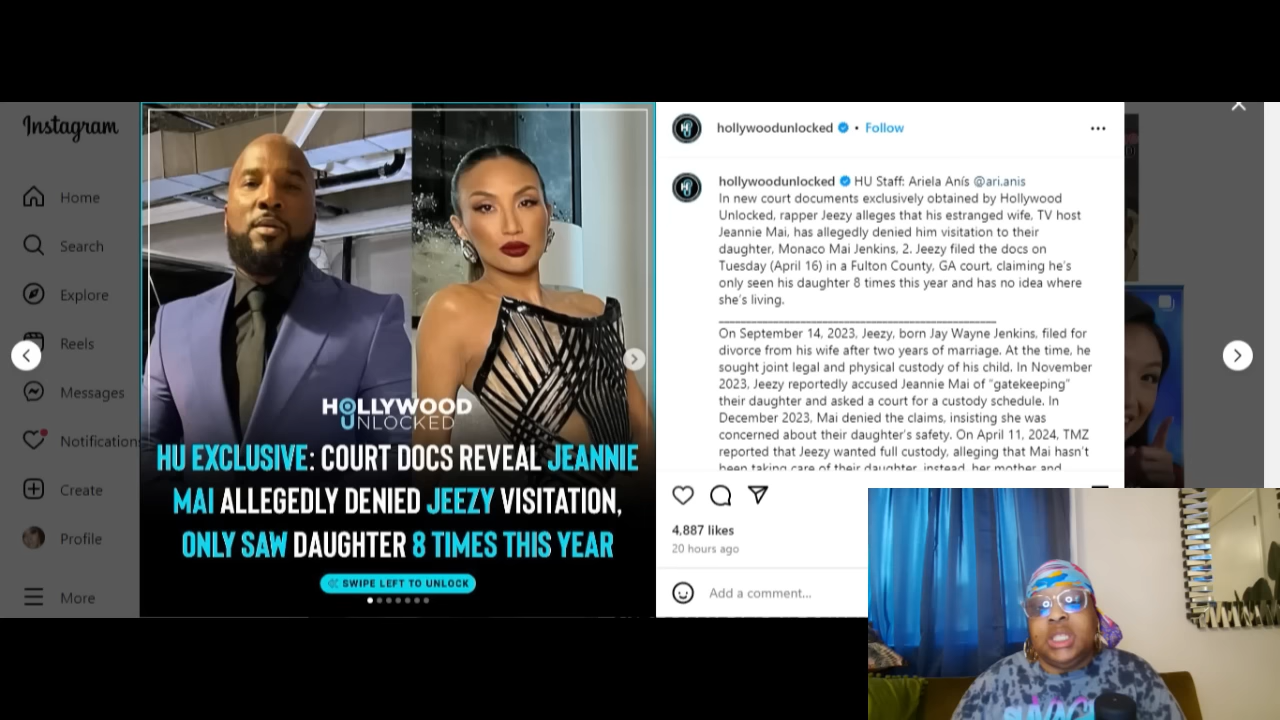 Instagram
Home
Search
Explore
Reels
Messages
Notifications
Create
Profile
More
HOLLYWOOD
UNLOCKED
HU EXCLUSIVE: COURT DOCS REVEAL JEANNIE
MAI ALLEGEDLY DENIED JEEZY VISITATION,
ONLY SAW DAUGHTER 8 TIMES THIS YEAR
SWIPE LEFT TO UNLOCK
hollywoodunlocked • Follow
hollywoodunlocked HU Staff: Ariela Anís @ari.anis
In new court documents exclusively obtained by Hollywood
Unlocked, rapper Jeezy alleges that his estranged wife, TV host
Jeannie Mai, has allegedly denied him visitation to their
daughter, Monaco Mai Jenkins, 2. Jeezy filed the docs on
Tuesday (April 16) in a Fulton County, GA court, claiming he's
only seen his daughter 8 times this year and has no idea where
she's living.
On September 14, 2023, Jeezy, born Jay Wayne Jenkins, filed for
divorce from his wife after two years of marriage. At the time, he
sought joint legal and physical custody of his child. In November
2023, Jeezy reportedly accused Jeannie Mai of "gatekeeping"
their daughter and asked a court for a custody schedule. In
December 2023, Mai denied the claims, insisting she was
concerned about their daughter's safety. On April 11, 2024, TMZ
reported that Jeezy wanted full custody, alleging that Mai hasn't
been taking care of their daughter, instead, her mother and
4,887 likes
20 hours ago
Add a comment...